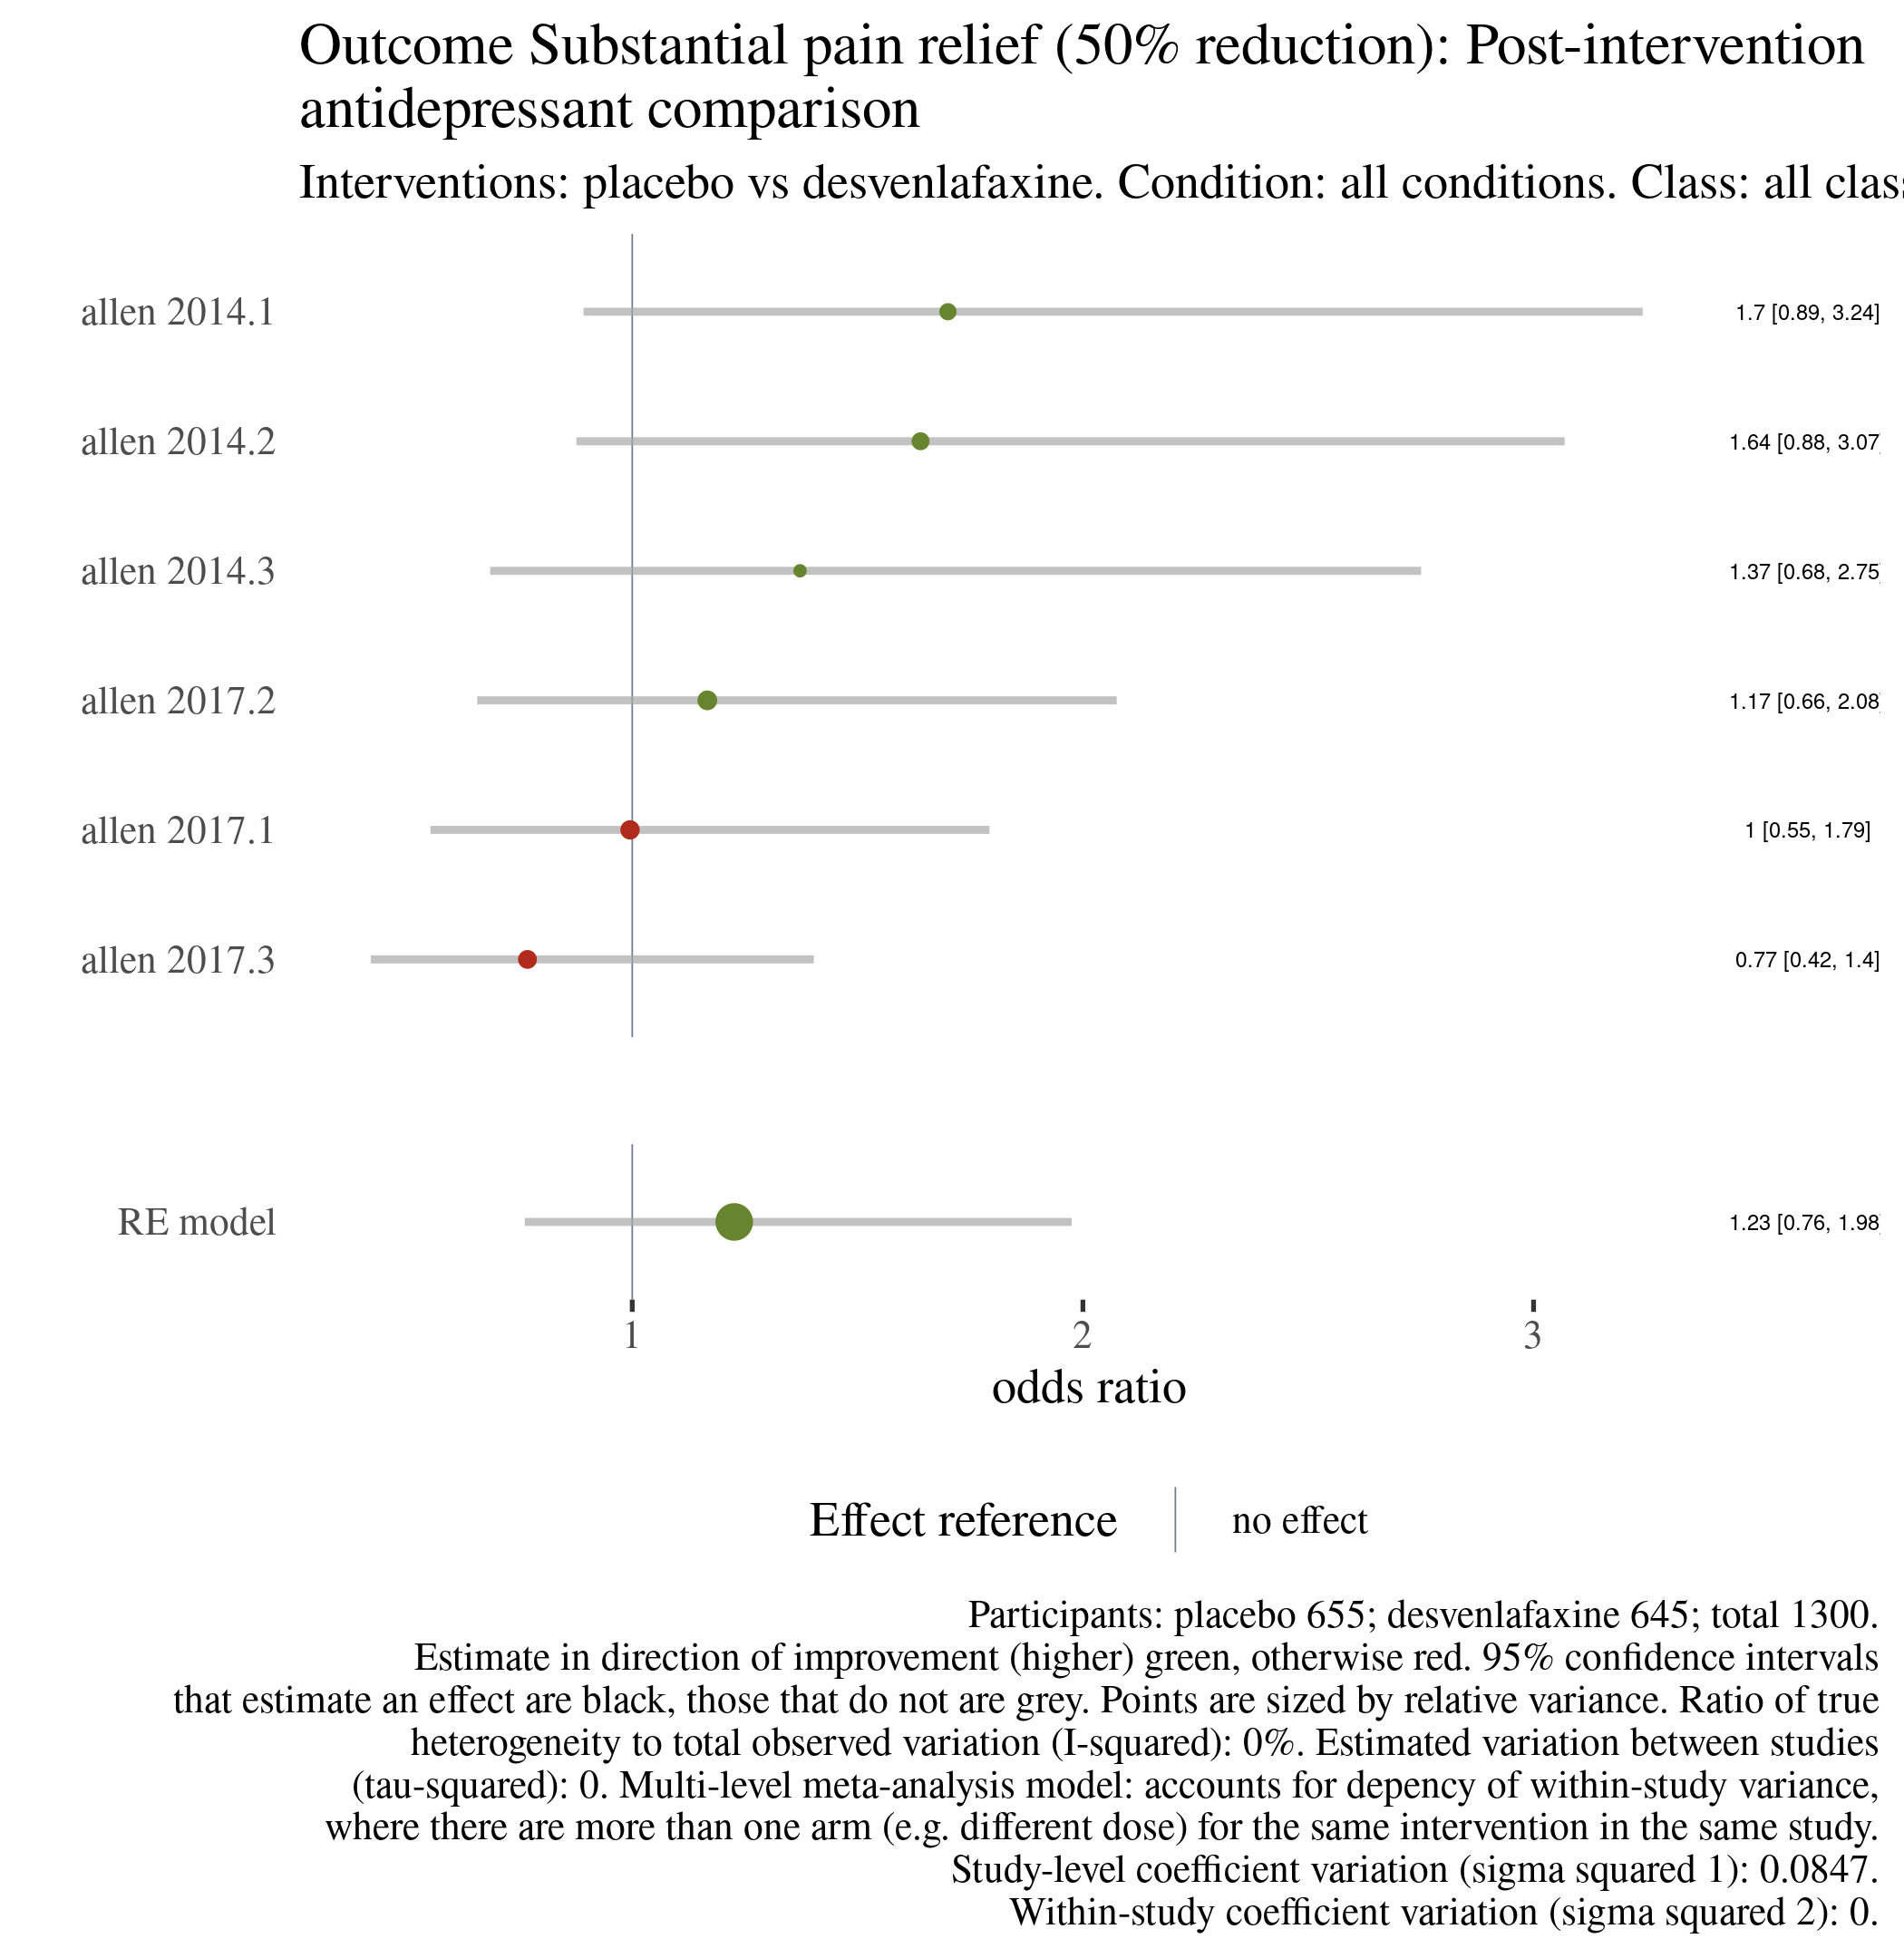 Outcome Substantial pain relief (50% reduction): Post-intervention
antidepressant comparison
Interventions: placebo vs desvenlafaxine. Condition: all conditions. Class: all
allen 2014.1 1.7 [0.89, 3.24]
allen 2014.2 1.64 [0.88, 3.07
allen 2014.3 1.37 [0.68, 2.75
allen 2017.2 1.17 [0.66, 2.08
allen 2017.1 1 [0.55, 1.79]
allen 2017.3 0.77 [0.42, 1.4]
RE model 1.23 [0.76, 1.98
1 2 3
odds ratio
Effect reference no effect
Participants: placebo 655; desvenlafaxine 645; total 1300.
Estimate in direction of improvement (higher) green, otherwise red. 95% confidence intervals
that estimate an effect are black, those that do not are grey. Points are sized by relative variance. Ratio of true
heterogeneity to total observed variation (I-squared): 0%. Estimated variation between studies
(tau-squared): 0. Multi-level meta-analysis model: accounts for depency of within-study variance,
where there are more than one arm (e.g. different dose) for the same intervention in the same study.
Study-level coefficient variation (sigma squared 1): 0.0847.
Within-study coefficient variation (sigma squared 2): 0.